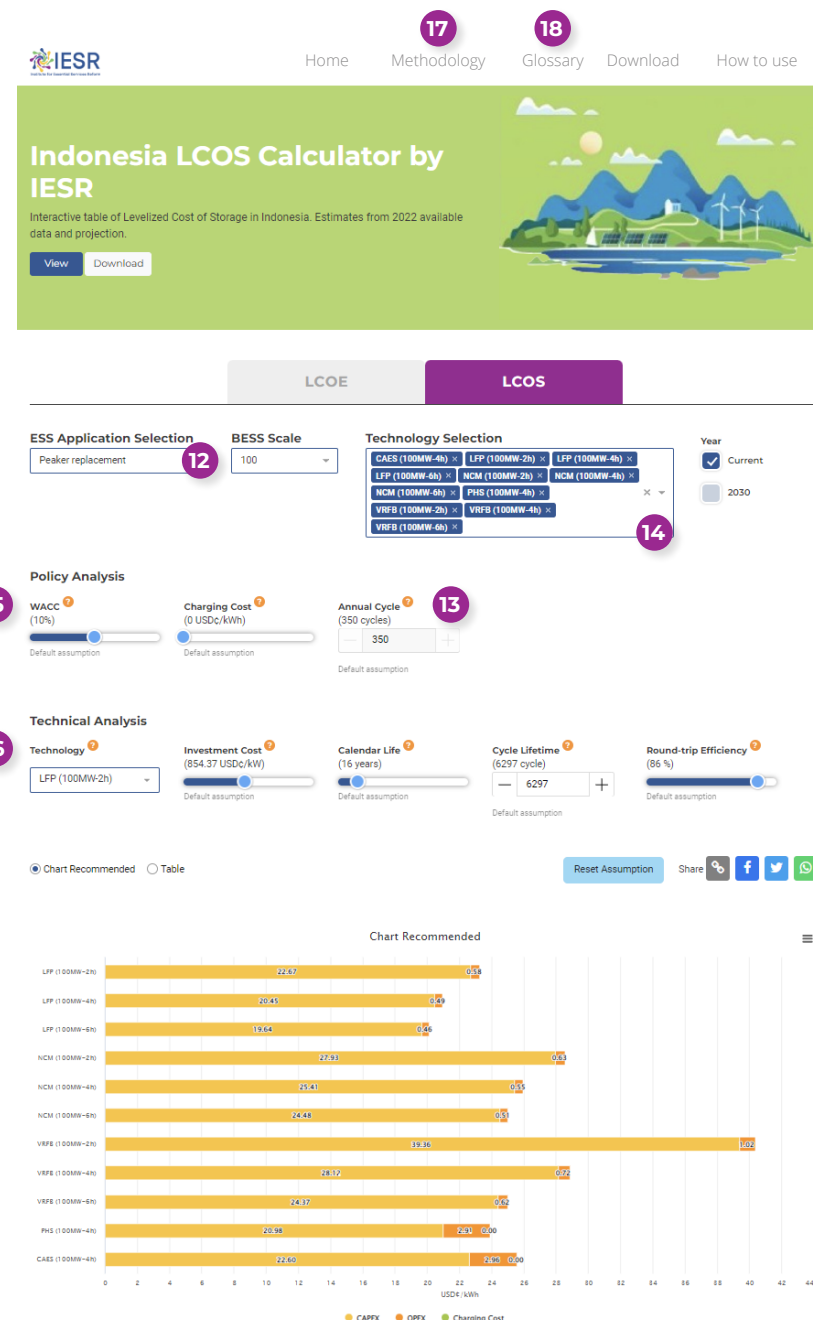 17
18
IESR
Institute for Essential Services Reform
Home Methodology Glossary Download How to use
Indonesia LCOS Calculator by
IESR
Interactive table of Levelized Cost of Storage in Indonesia. Estimates from 2022 available
data and projection.
View Download
LCOE LCOS
ESS Application Selection BESS Scale Technology Selection Year
Peaker replacement 12 100
CAES (100MW-4h) × LFP (100MW-2h) × LFP (100MW-4h) ×
LFP (100MW-6h) × NCM (100MW-2h) × NCM (100MW-4h) ×
NCM (100MW-6h) × PHS (100MW-4h) × ×
VRFB (100MW-2h) × VRFB (100MW-4h) ×
VRFB (100MW-6h) ×
14
Current
2030
Policy Analysis
WACC ? Charging Cost ? Annual Cycle ? 13
(10%) (0 USD¢/kWh) (350 cycles)
— 350 +
Default assumption Default assumption
Default assumption
Technical Analysis
Technology ? Investment Cost ? Calendar Life ? Cycle Lifetime ? Round-trip Efficiency ?
(854.37 USD¢/kW) (16 years) (6297 cycle) (86 %)
LFP (100MW-2h) — 6297 +
Default assumption Default assumption Default assumption
Default assumption
Chart Recommended Table Reset Assumption Share
Chart Recommended
LFP (100MW-2h) 22.67 0.58
LFP (100MW-4h) 20.45 0.49
LFP (100MW-6h) 19.64 0.46
NCM (100MW-2h) 27.93 0.63
NCM (100MW-4h) 25.41 0.55
NCM (100MW-6h) 24.48 0.51
VRFB (100MW-2h) 39.36 1.02
VRFB (100MW-4h) 28.17 0.72
VRFB (100MW-6h) 24.37 0.62
PHS (100MW-4h) 20.98 2.91 0.00
CAES (100MW-4h) 22.60 2.96 0.00
0 2 4 6 8 10 12 14 16 18 20 22 24 26 28 30 32 34 36 38 40 42 44
USD¢/kWh
CAPEX OPEX Charging Cost